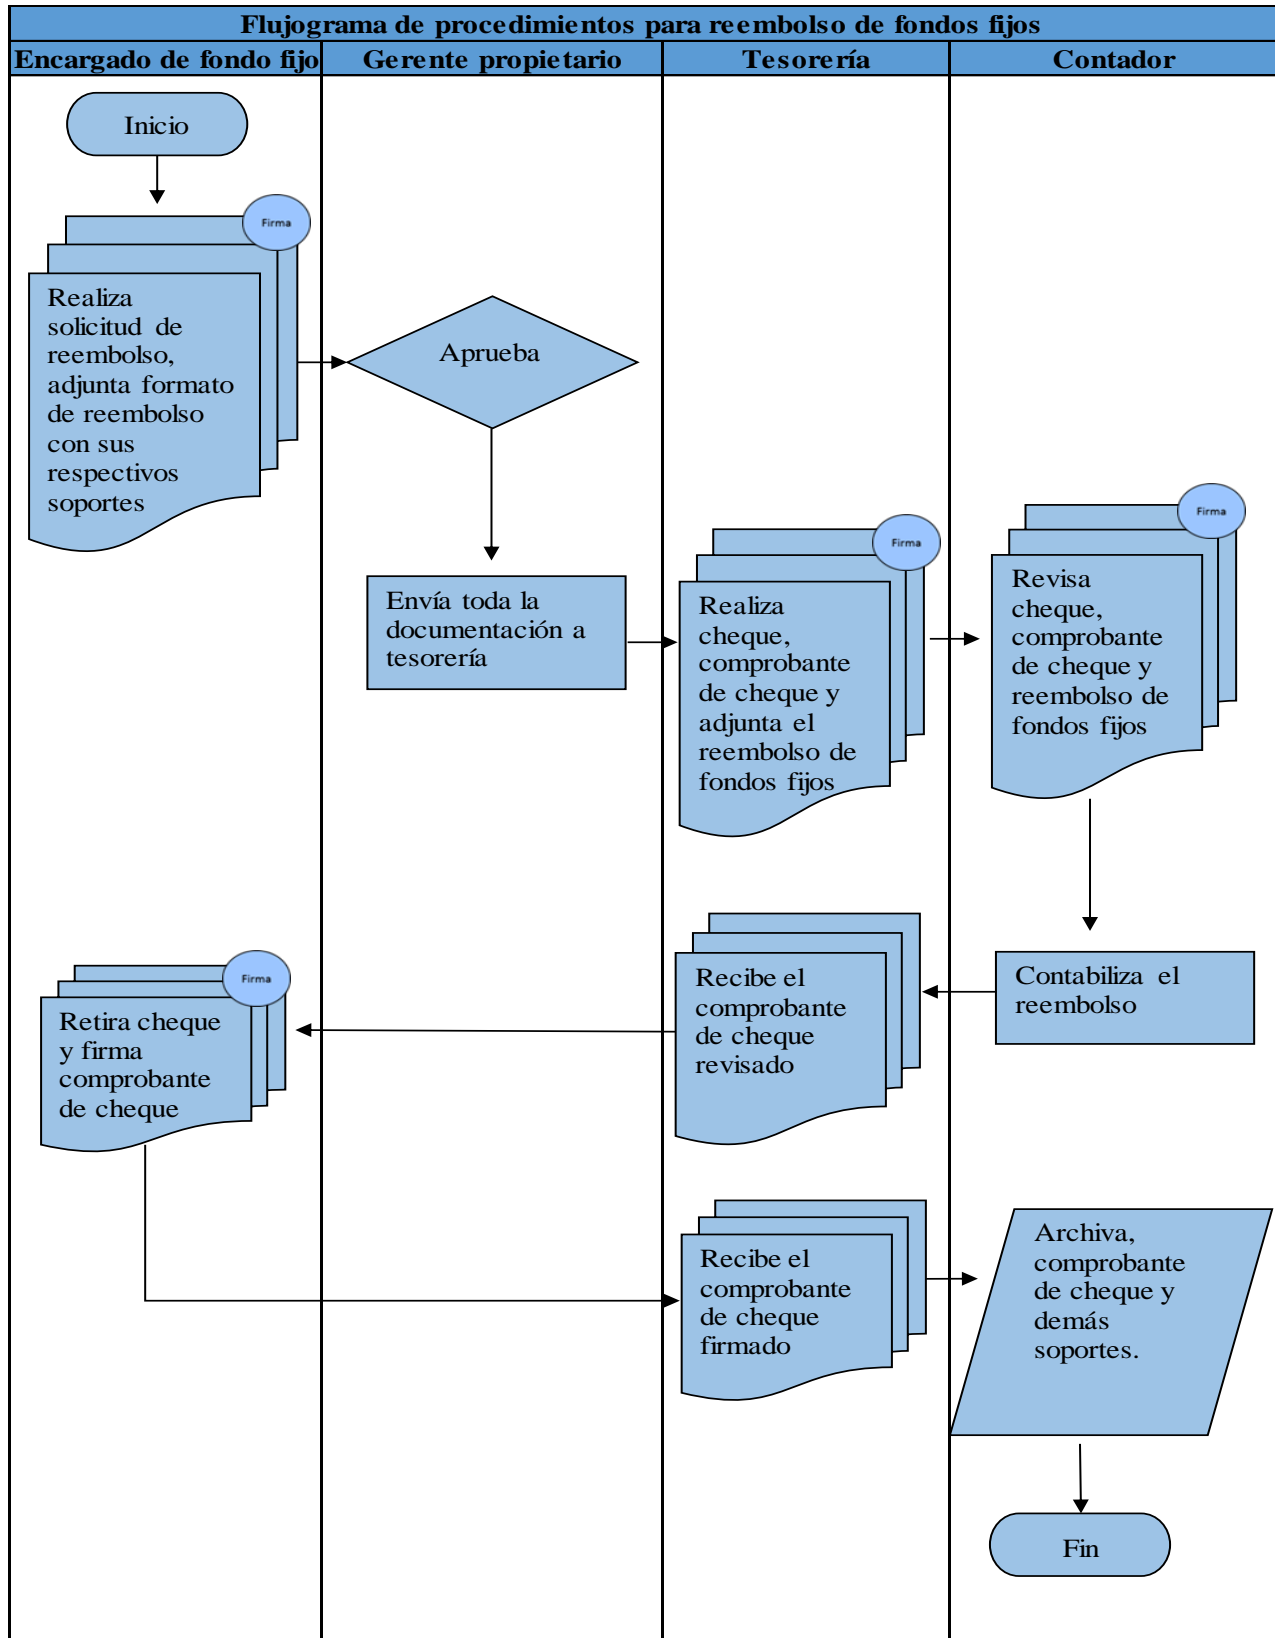 Flujograma de procedimientos para reembolso de fondos fijos
Encargado de fondo fijo
Gerente propietario
Tesorería
Contador
Inicio
Firma
Realiza
solicitud de
reembolso,
adjunta formato
de reembolso
con sus
respectivos
soportes
Aprueba
Envía toda la
documentación a
tesorería
Firma
Realiza
cheque,
comprobante
de cheque y
adjunta el
reembolso de
fondos fijos
Firma
Revisa
cheque,
comprobante
de cheque y
reembolso de
fondos fijos
Contabiliza el
reembolso
Recibe el
comprobante
de cheque
revisado
Firma
Retira cheque
y firma
comprobante
de cheque
Recibe el
comprobante
de cheque
firmado
Archiva,
comprobante
de cheque y
demás
soportes.
Fin